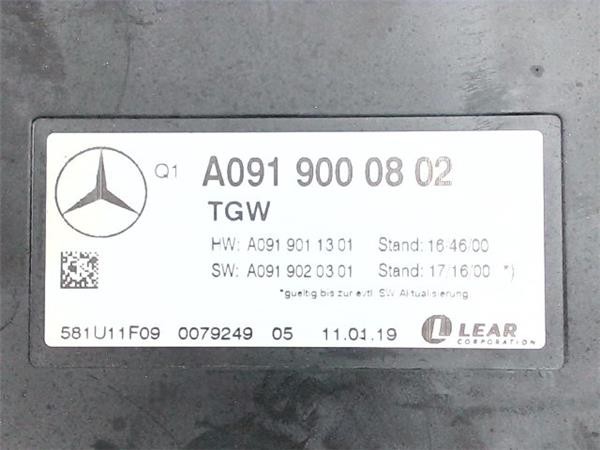 Q1 A091 900 08 02
TGW
HW: A091 901 13 01 Stand: 16/46/00
SW: A091 902 03 01 Stand: 17/16/00 *)
*gueltig bis zur evtl. SW Aktualisierung
581U11F09 0079249 05 11.01.19 LEAR
CORPORATION